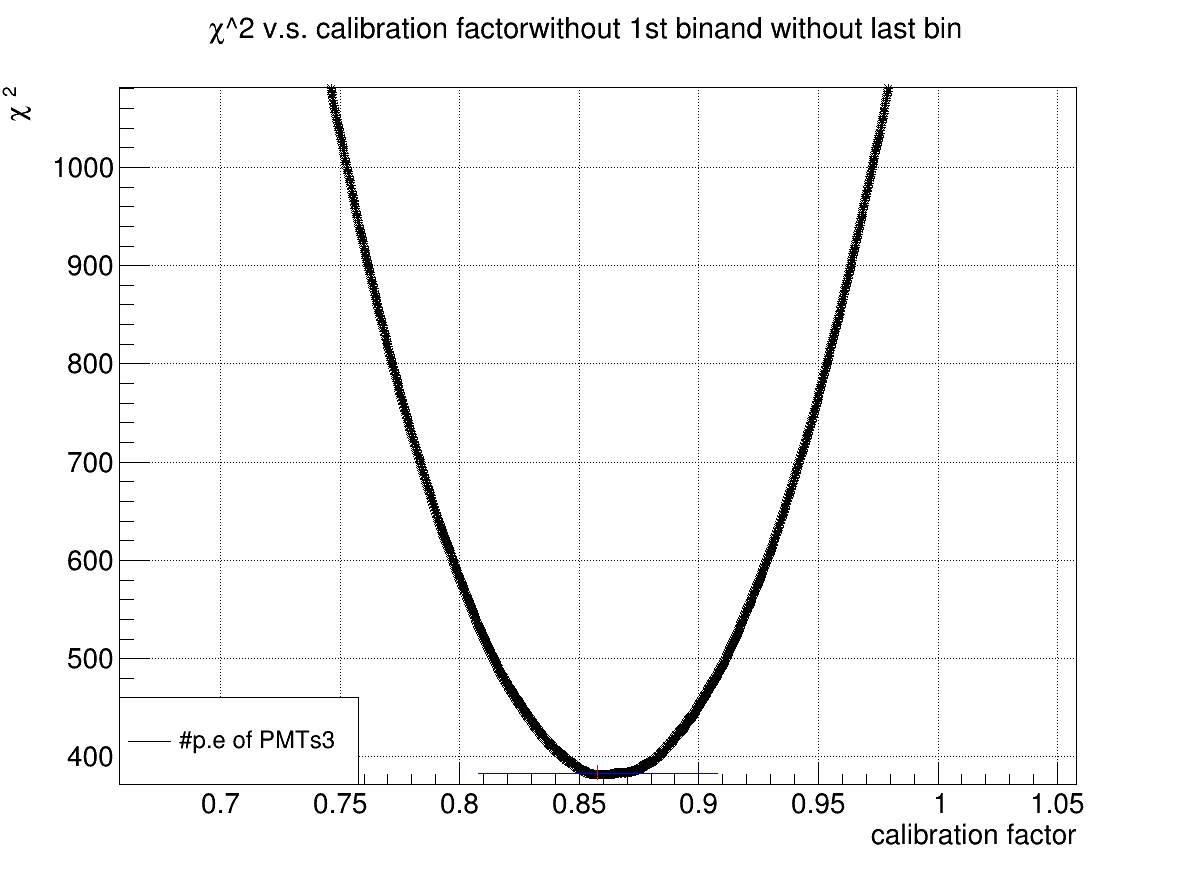 χ^2 v.s. calibration factorwithout 1st binand without last bin
χ²
1000
900
800
700
600
500
400
#p.e of PMTs3
0.7 0.75 0.8 0.85 0.9 0.95 1 1.05
calibration factor